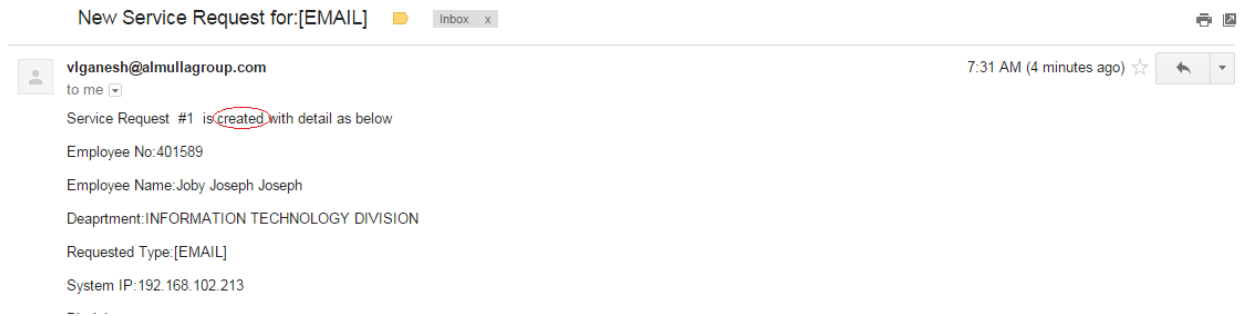 New Service Request for:[EMAIL] Inbox x
vlganesh@almullagroup.com 7:31 AM (4 minutes ago)
to me
Service Request #1 is created with detail as below
Employee No:401589
Employee Name:Joby Joseph Joseph
Deaprtment:INFORMATION TECHNOLOGY DIVISION
Requested Type:[EMAIL]
System IP:192.168.102.213